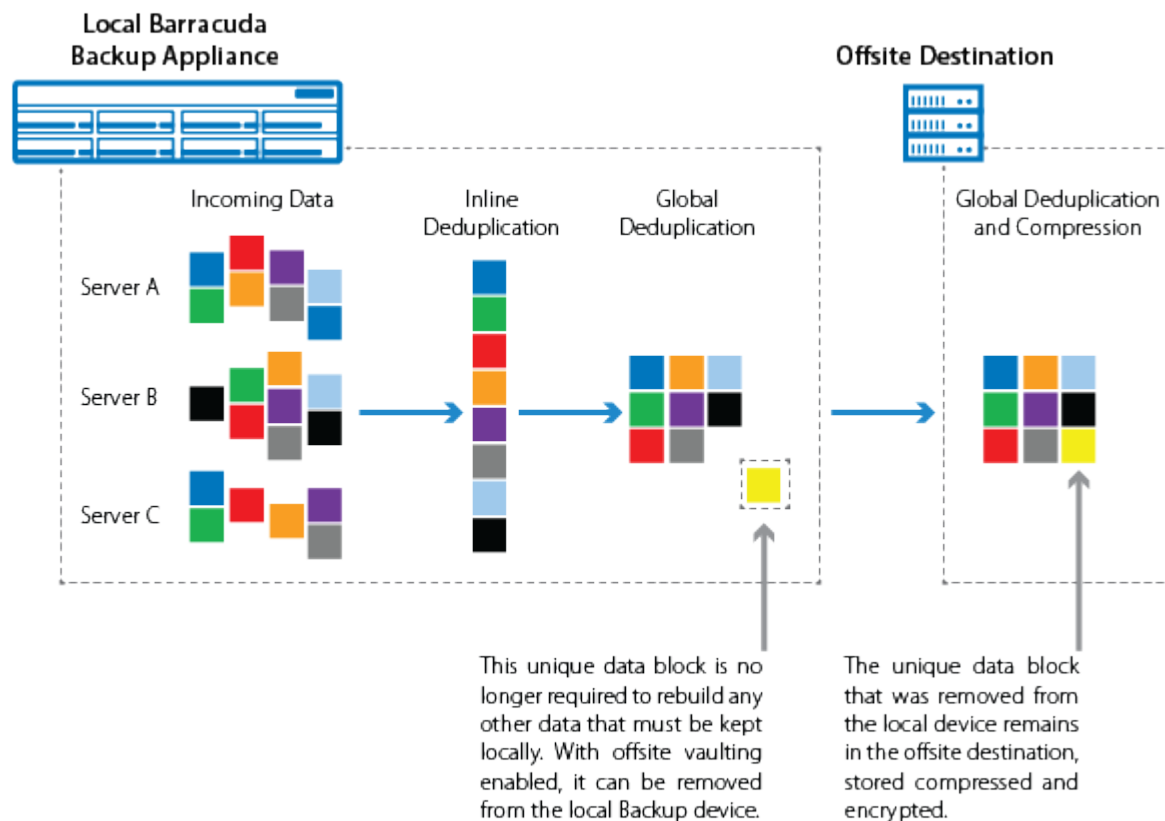 Local Barracuda
Backup Appliance
Offsite Destination
Incoming Data
Inline
Deduplication
Global
Deduplication
Global Deduplication
and Compression
Server A
Server B
Server C
This unique data block is no
longer required to rebuild any
other data that must be kept
locally. With offsite vaulting
enabled, it can be removed
from the local Backup device.
The unique data block
that was removed from
the local device remains
in the offsite destination,
stored compressed and
encrypted.